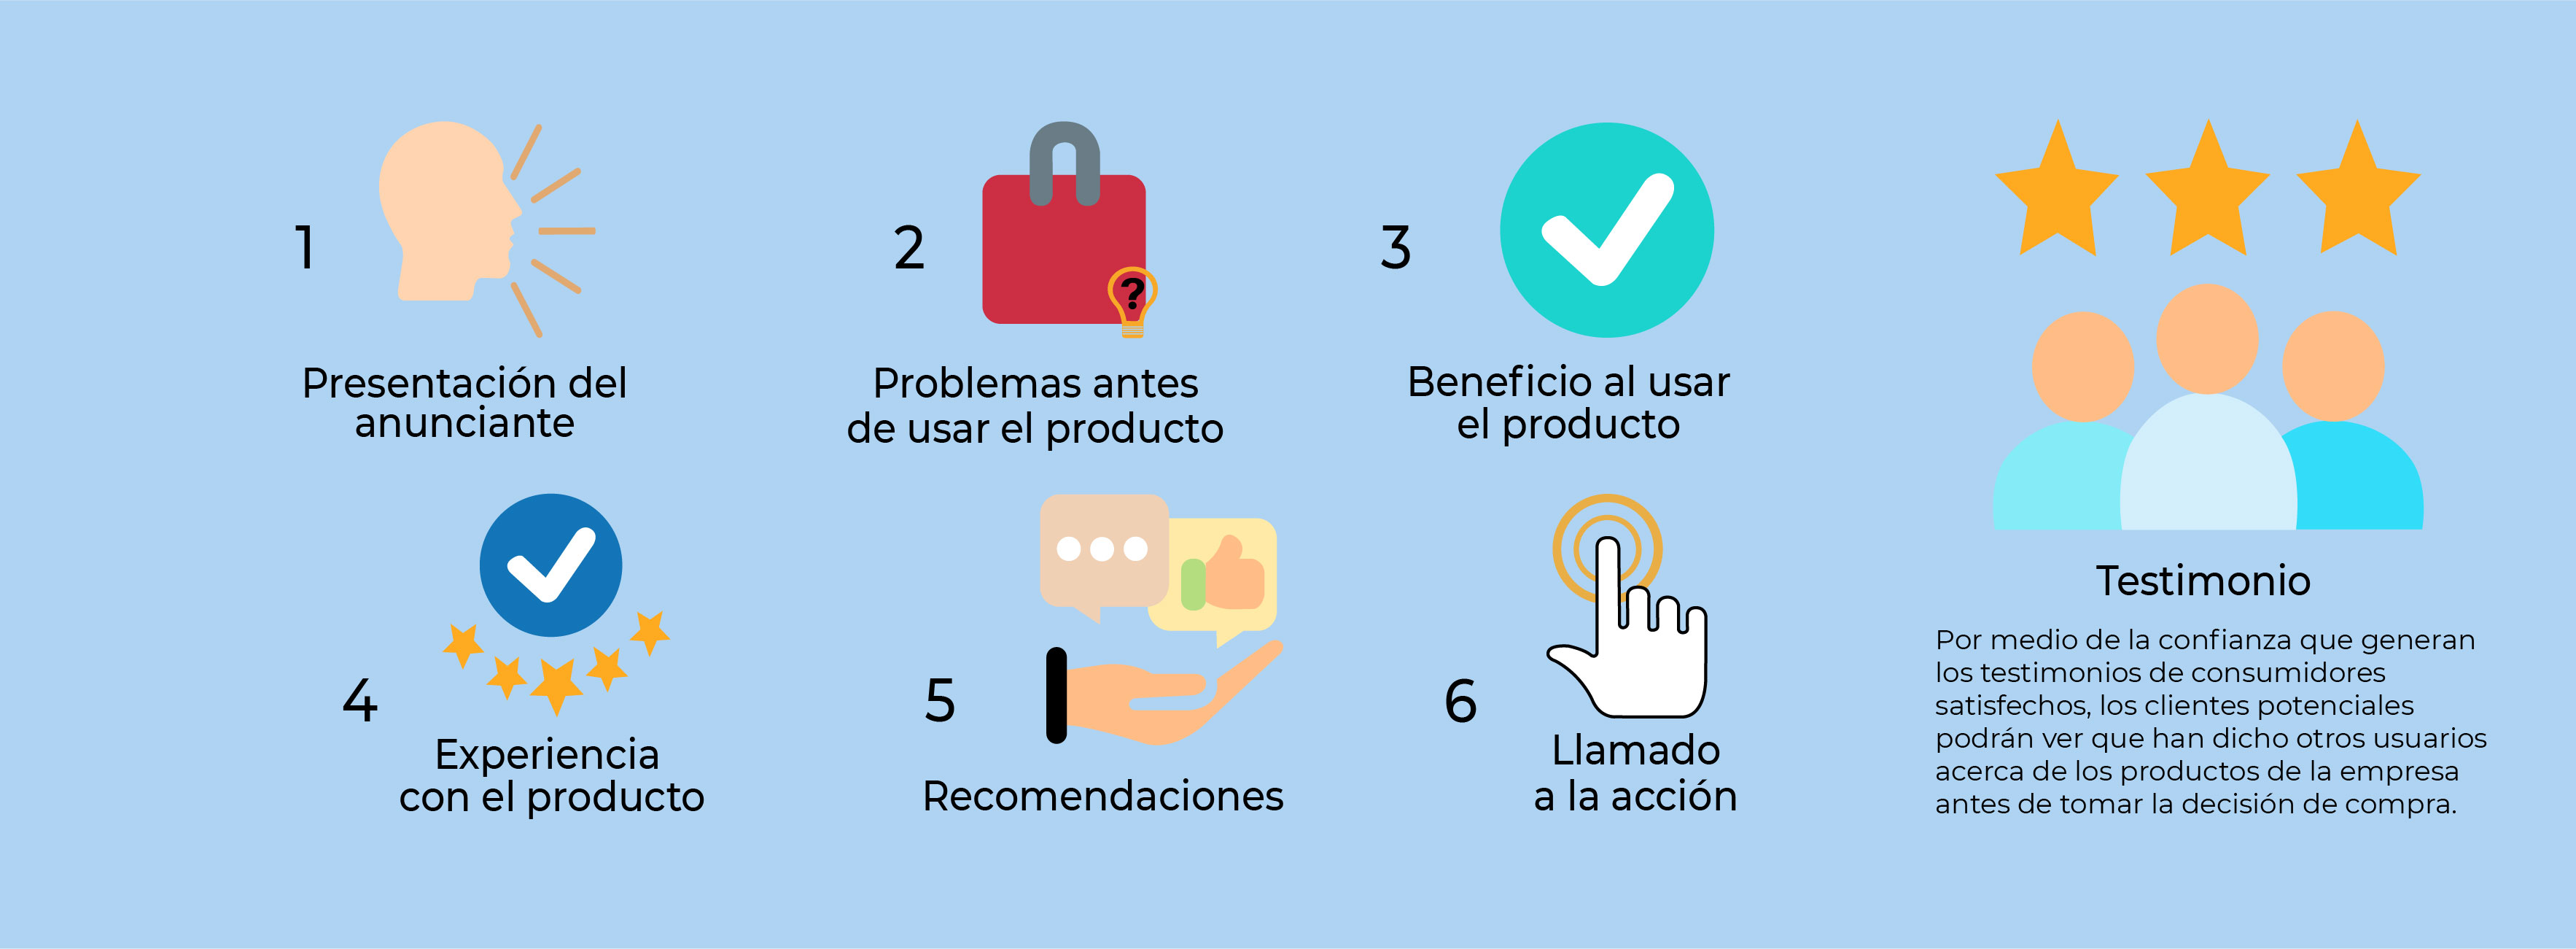 1
Presentación del
anunciante
2
?
Problemas antes
de usar el producto
3
Beneficio al usar
el producto
4
Experiencia
con el producto
5
Recomendaciones
6
Llamado
a la acción
Testimonio
Por medio de la confianza que generan
los testimonios de consumidores
satisfechos, los clientes potenciales
podrán ver que han dicho otros usuarios
acerca de los productos de la empresa
antes de tomar la decisión de compra.